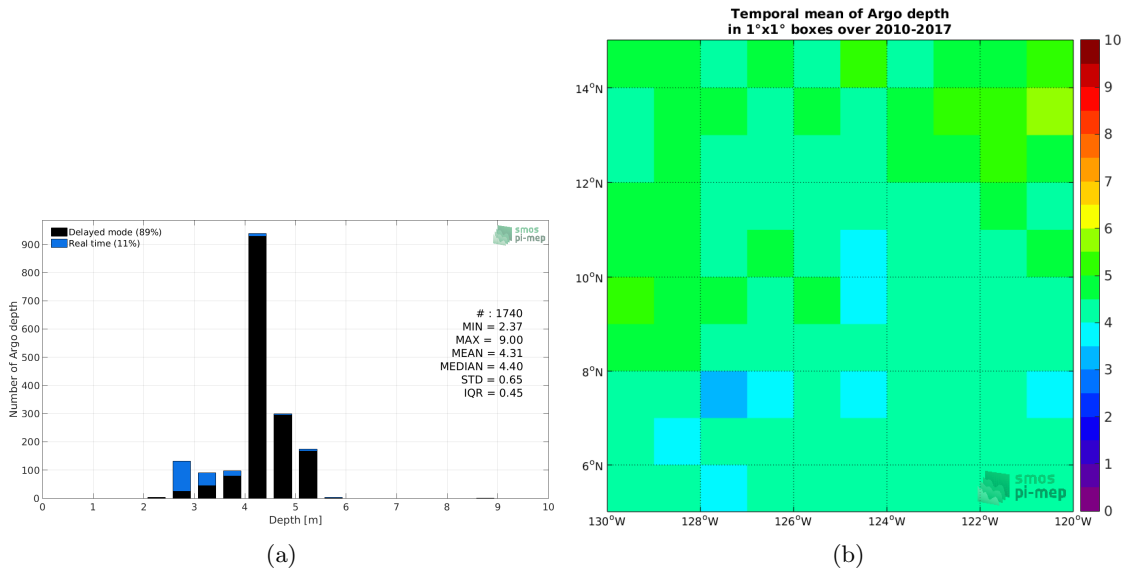 Delayed mode (89%)
Real time (11%)
smos
pi-mep
Number of Argo depth
900
800
700
600
500
400
300
200
100
0
# : 1740
MIN = 2.37
MAX = 9.00
MEAN = 4.31
MEDIAN = 4.40
STD = 0.65
IQR = 0.45
0 1 2 3 4 5 6 7 8 9 10
Depth [m]
(a)
Temporal mean of Argo depth
in 1°x1° boxes over 2010-2017
14°N
12°N
10°N
8°N
6°N
130°W 128°W 126°W 124°W 122°W 120°W
smos
pi-mep
10
9
8
7
6
5
4
3
2
1
0
(b)